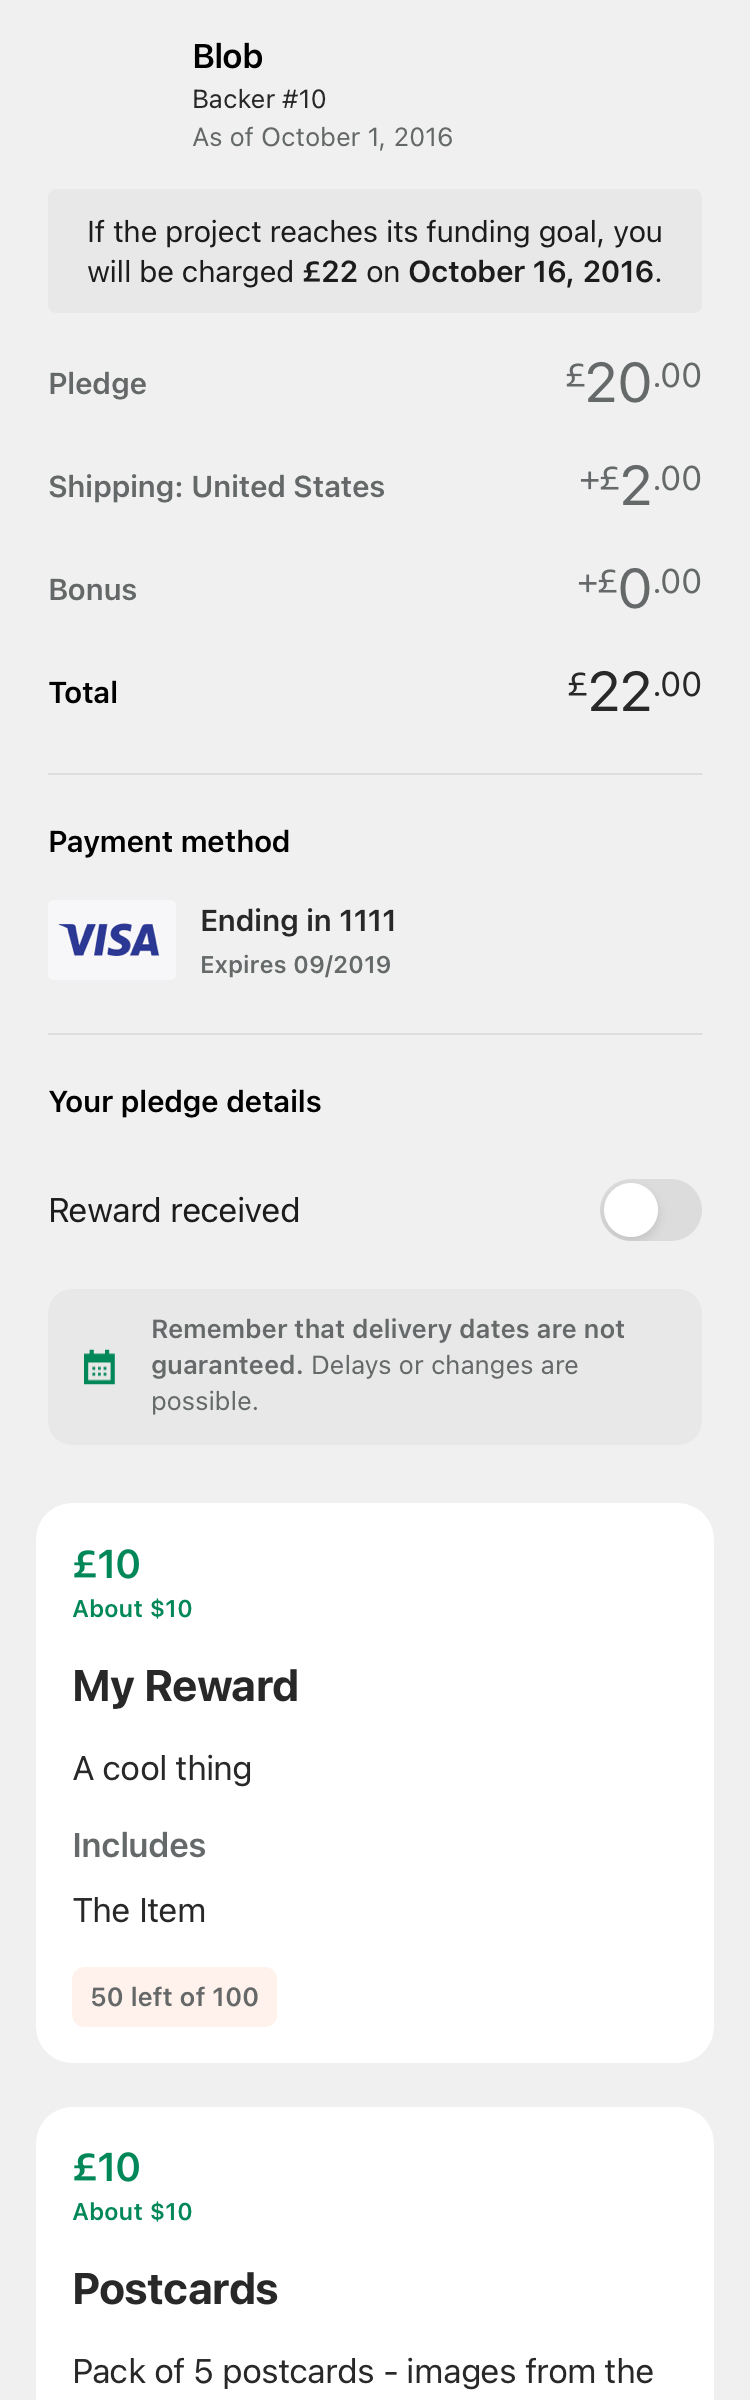 Blob
Backer #10
As of October 1, 2016
If the project reaches its funding goal, you
will be charged £22 on October 16, 2016.
Pledge £20.00
Shipping: United States +£2.00
Bonus +£0.00
Total £22.00
Payment method
VISA
Ending in 1111
Expires 09/2019
Your pledge details
Reward received
Remember that delivery dates are not
guaranteed. Delays or changes are
possible.
£10
About $10
My Reward
A cool thing
Includes
The Item
50 left of 100
£10
About $10
Postcards
Pack of 5 postcards - images from the